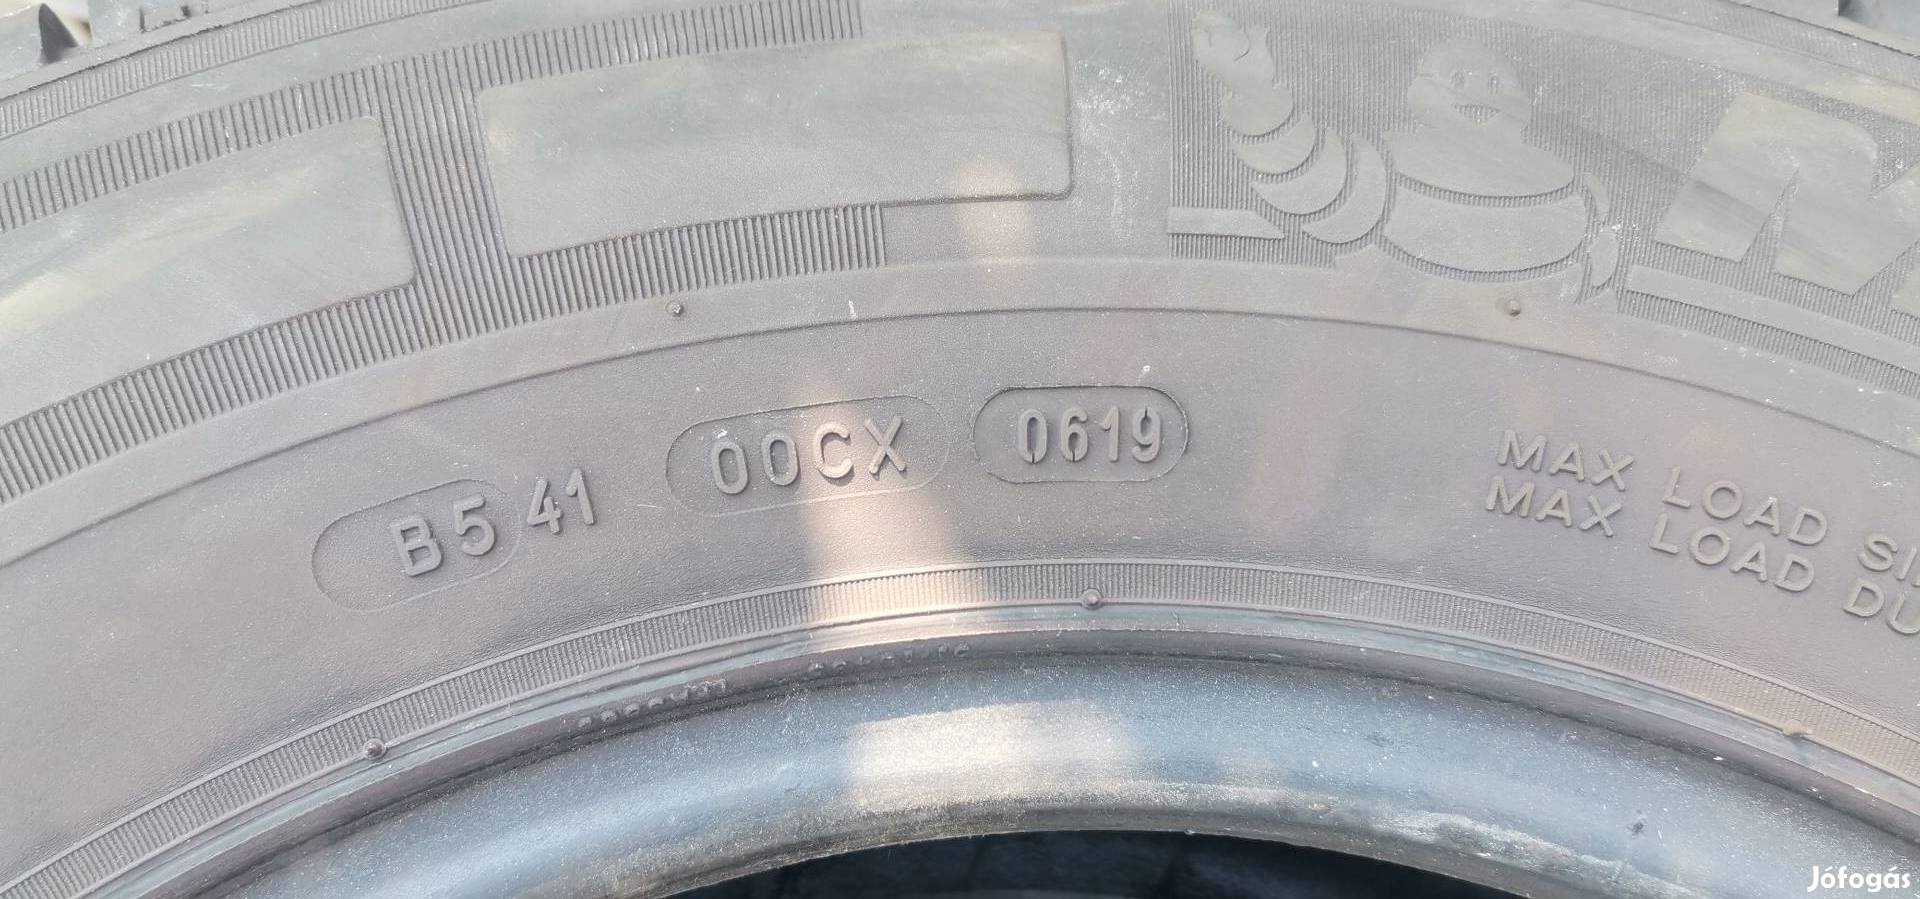 B5 41 00CX 0619
MAX LOAD
MAX LOAD
Jófogás